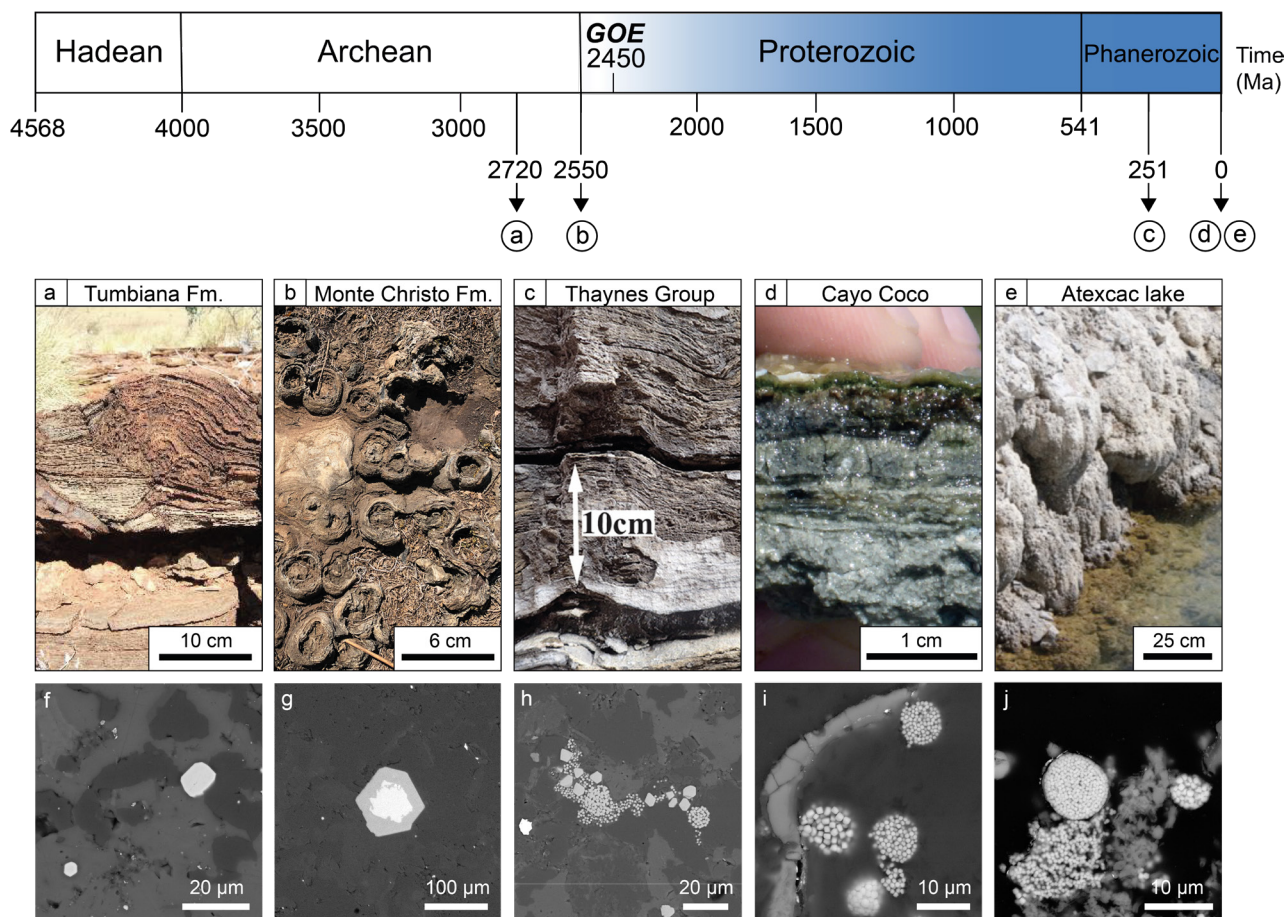 GOE
Hadean Archean 2450 Proterozoic Phanerozoic Time
(Ma)
4568 4000 3500 3000 2000 1500 1000 541
2720 2550 251 0
a b c d e
a Tumbiana Fm.
b Monte Christo Fm.
c Thaynes Group
d Cayo Coco
e Atexcac lake
10cm
10 cm
6 cm
1 cm
25 cm
f
g
h
i
j
20 µm
100 µm
20 µm
10 µm
10 µm